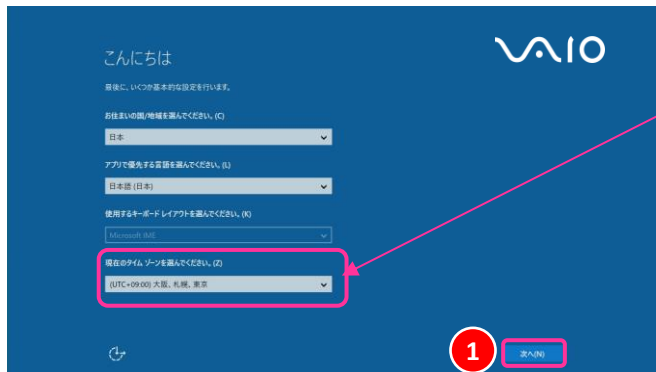 こんにちは
VAIO
最後に、いくつか基本的な設定を行います。
お住まいの国/地域を選んでください。(C)
日本
アプリで優先する言語を選んでください。(L)
日本語 (日本)
使用するキーボード レイアウトを選んでください。(K)
Microsoft IME
現在のタイム ゾーンを選んでください。(Z)
(UTC+09:00) 大阪、札幌、東京
1
次へ(N)